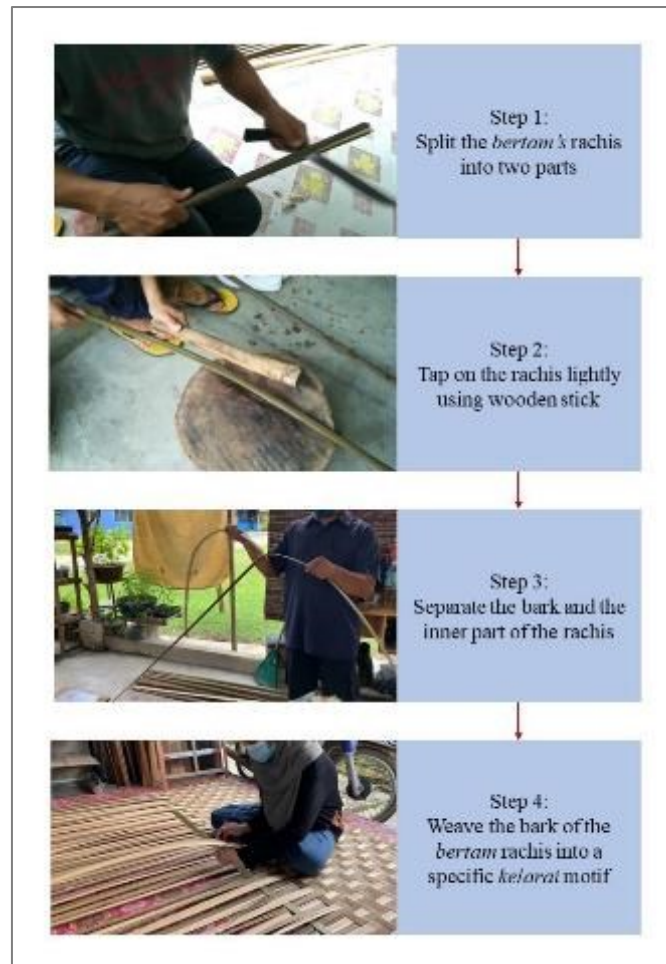 Step 1:
Split the bertam's rachis
into two parts
Step 2:
Tap on the rachis lightly
using wooden stick
Step 3:
Separate the bark and the
inner part of the rachis
Step 4:
Weave the bark of the
bertam rachis into a
specific kelarai motif